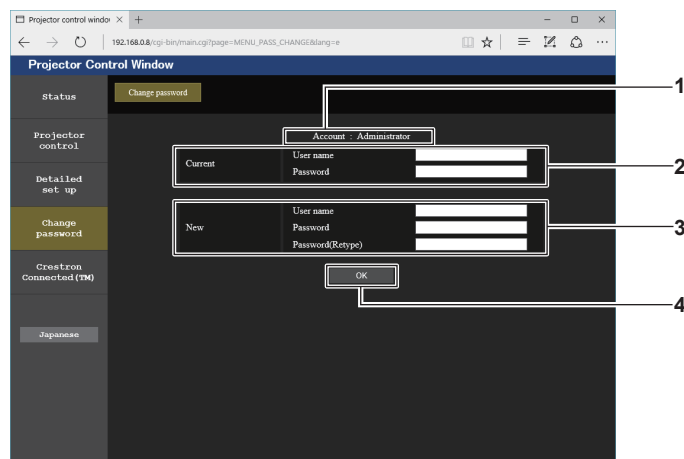 Projector control windov
192.168.0.8/cgi-bin/main.cgi?page=MENU_PASS_CHANGE&lang=e
Projector Control Window
Status
Change password
1
Projector
control
Account : Administrator
Current
User name
Password
2
Detailed
set up
Change
password
New
User name
Password
Password(Retype)
3
Crestron
Connected(TM)
OK
4
Japanese